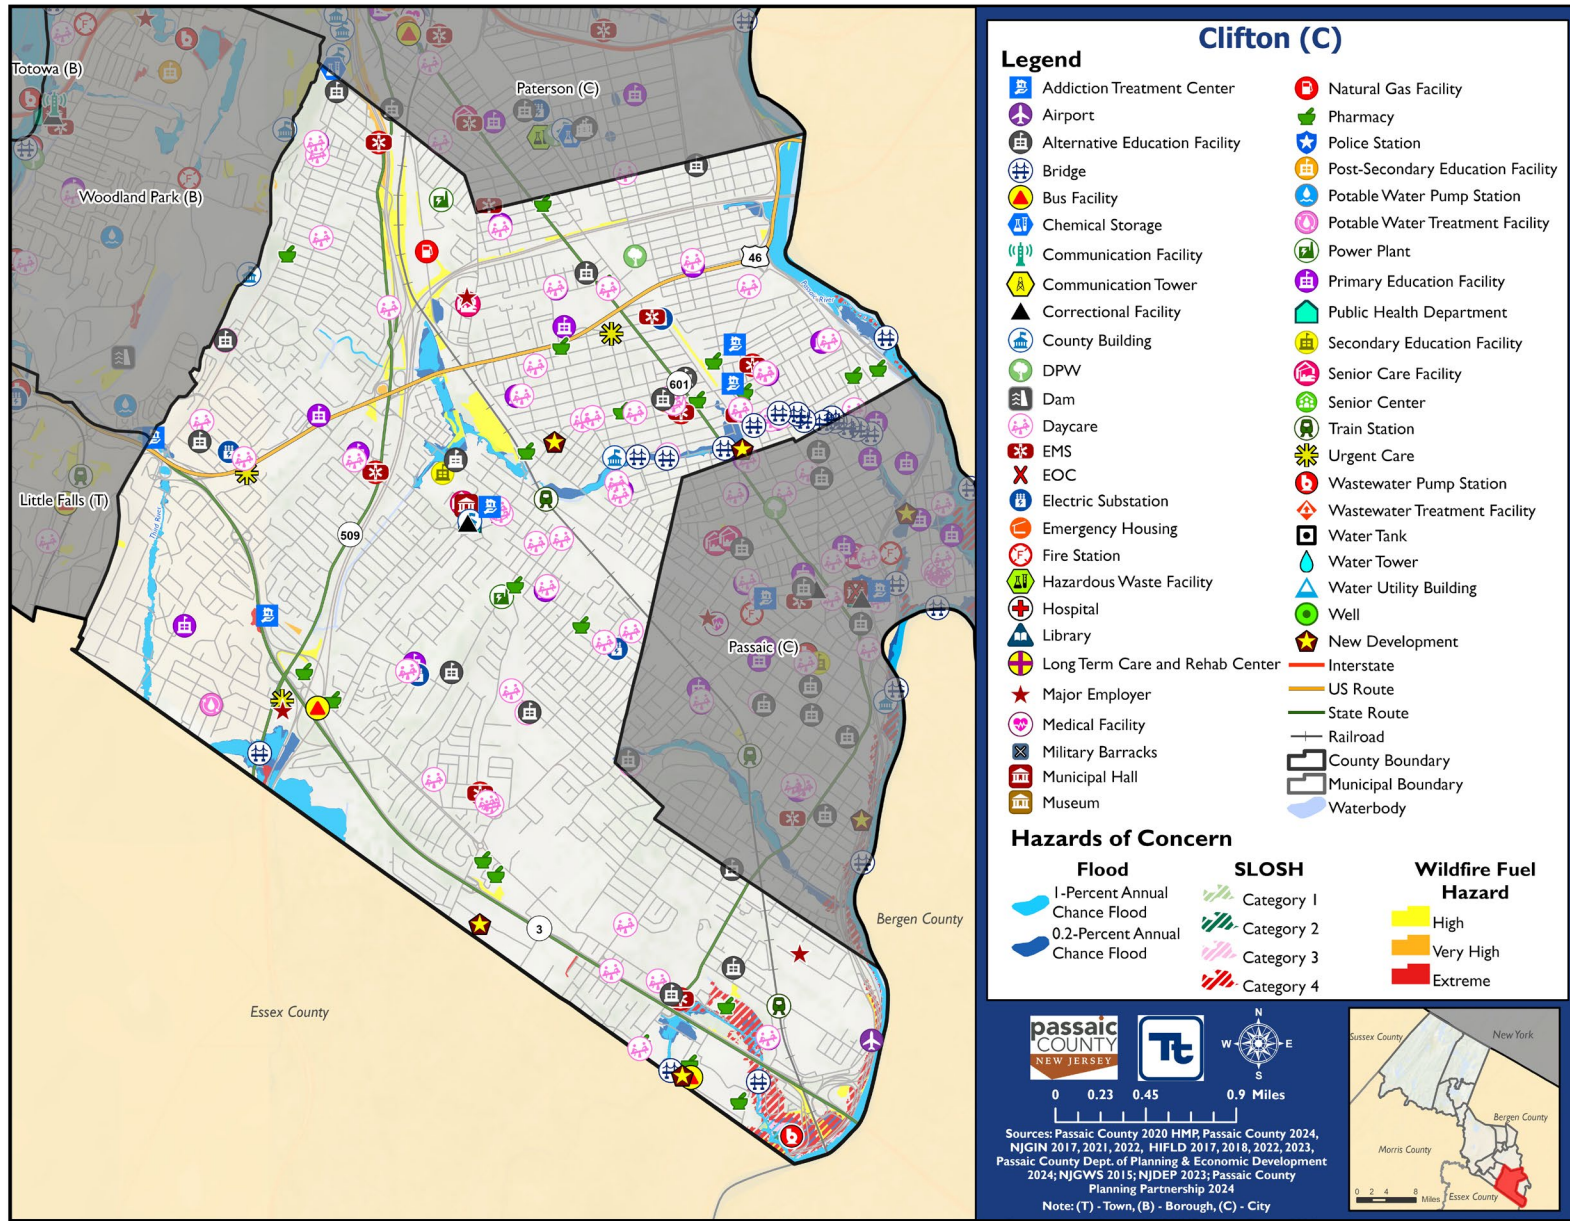 Clifton (C)
Legend
Addiction Treatment Center
Airport
Alternative Education Facility
Bridge
Bus Facility
Chemical Storage
Communication Facility
Communication Tower
Correctional Facility
County Building
DPW
Dam
Daycare
EMS
EOC
Electric Substation
Emergency Housing
Fire Station
Hazardous Waste Facility
Hospital
Library
Long Term Care and Rehab Center
Major Employer
Medical Facility
Military Barracks
Municipal Hall
Museum
Natural Gas Facility
Pharmacy
Police Station
Post-Secondary Education Facility
Potable Water Pump Station
Potable Water Treatment Facility
Power Plant
Primary Education Facility
Public Health Department
Secondary Education Facility
Senior Care Facility
Senior Center
Train Station
Urgent Care
Wastewater Pump Station
Wastewater Treatment Facility
Water Tank
Water Tower
Water Utility Building
Well
New Development
Interstate
US Route
State Route
Railroad
County Boundary
Municipal Boundary
Waterbody
Hazards of Concern
Flood
1-Percent Annual
Chance Flood
0.2-Percent Annual
Chance Flood
SLOSH
Category 1
Category 2
Category 3
Category 4
Wildfire Fuel
Hazard
High
Very High
Extreme
Totowa (B)
Paterson (C)
Woodland Park (B)
46
Passaic River
601
Little Falls (T)
Third River
509
Passaic (C)
3
Bergen County
Essex County
passaic
COUNTY
NEW JERSEY
Tt
N
W
E
S
0 0.23 0.45 0.9 Miles
Sources: Passaic County 2020 HMP, Passaic County 2024,
NJGIN 2017, 2021, 2022, HIFLD 2017, 2018, 2022, 2023,
Passaic County Dept. of Planning & Economic Development
2024; NJGWS 2015; NJDEP 2023; Passaic County
Planning Partnership 2024
Note: (T) - Town, (B) - Borough, (C) - City
Sussex County
New York
Bergen County
Morris County
Essex County
0 2 4 8 Miles